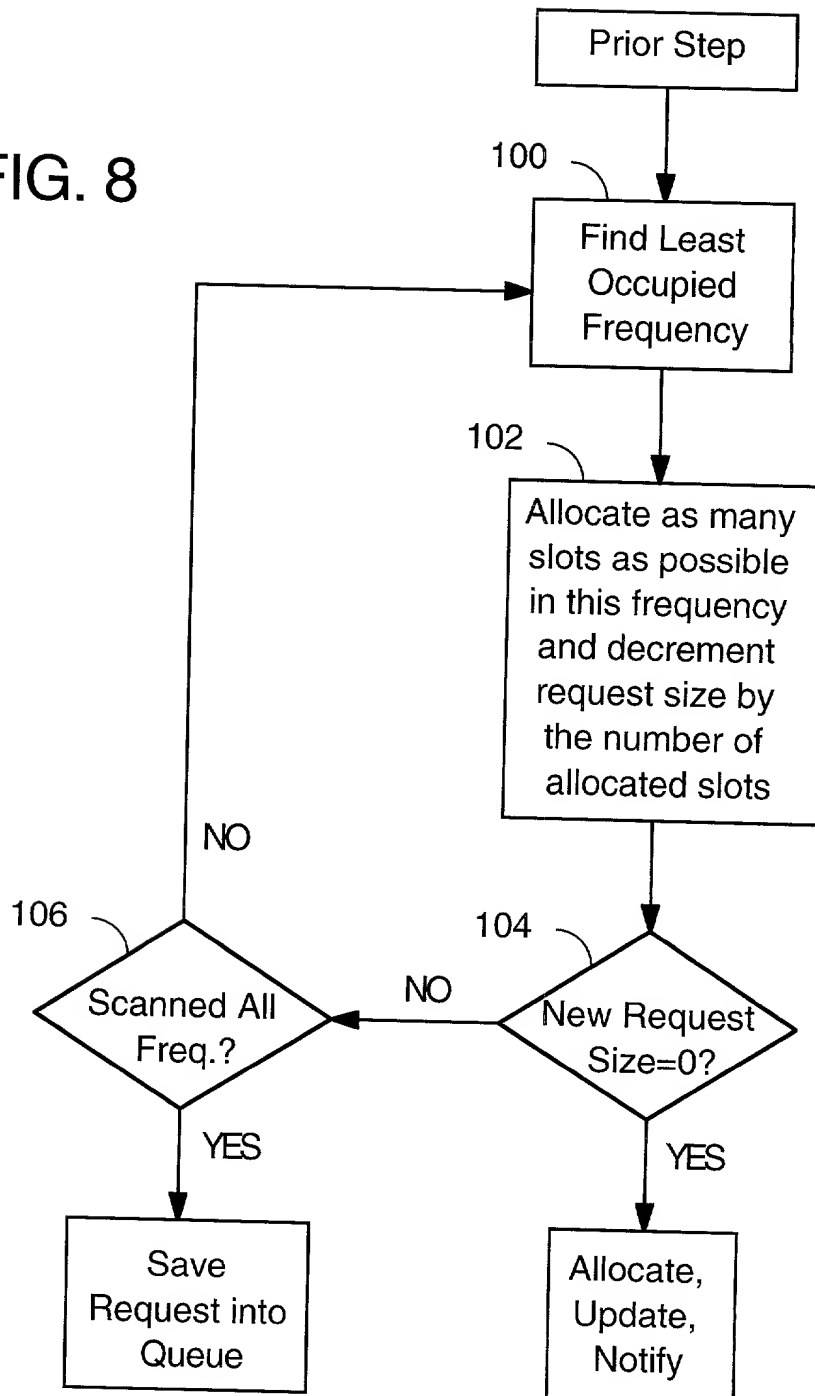 Prior Step
FIG. 8
100
Find Least
Occupied
Frequency
102
Allocate as many
slots as possible
in this frequency
and decrement
request size by
the number of
allocated slots
NO
106
104
Scanned All
Freq.?
NO
New Request
Size=0?
YES
YES
Save
Request into
Queue
Allocate,
Update,
Notify